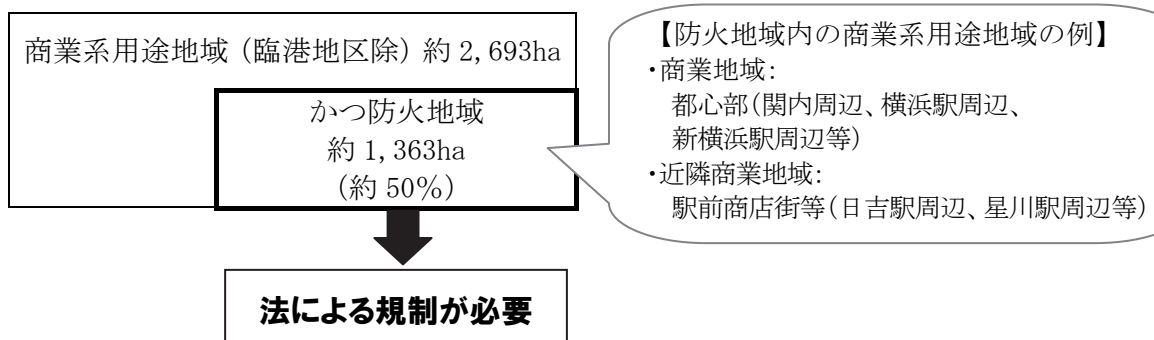 商業系用途地域（臨港地区除）約 2,693ha
かつ防火地域
約 1,363ha
（約 50％）
法による規制が必要
【防火地域内の商業系用途地域の例】
・商業地域：
都心部（関内周辺、横浜駅周辺、
新横浜駅周辺等）
・近隣商業地域：
駅前商店街等（日吉駅周辺、星川駅周辺等）